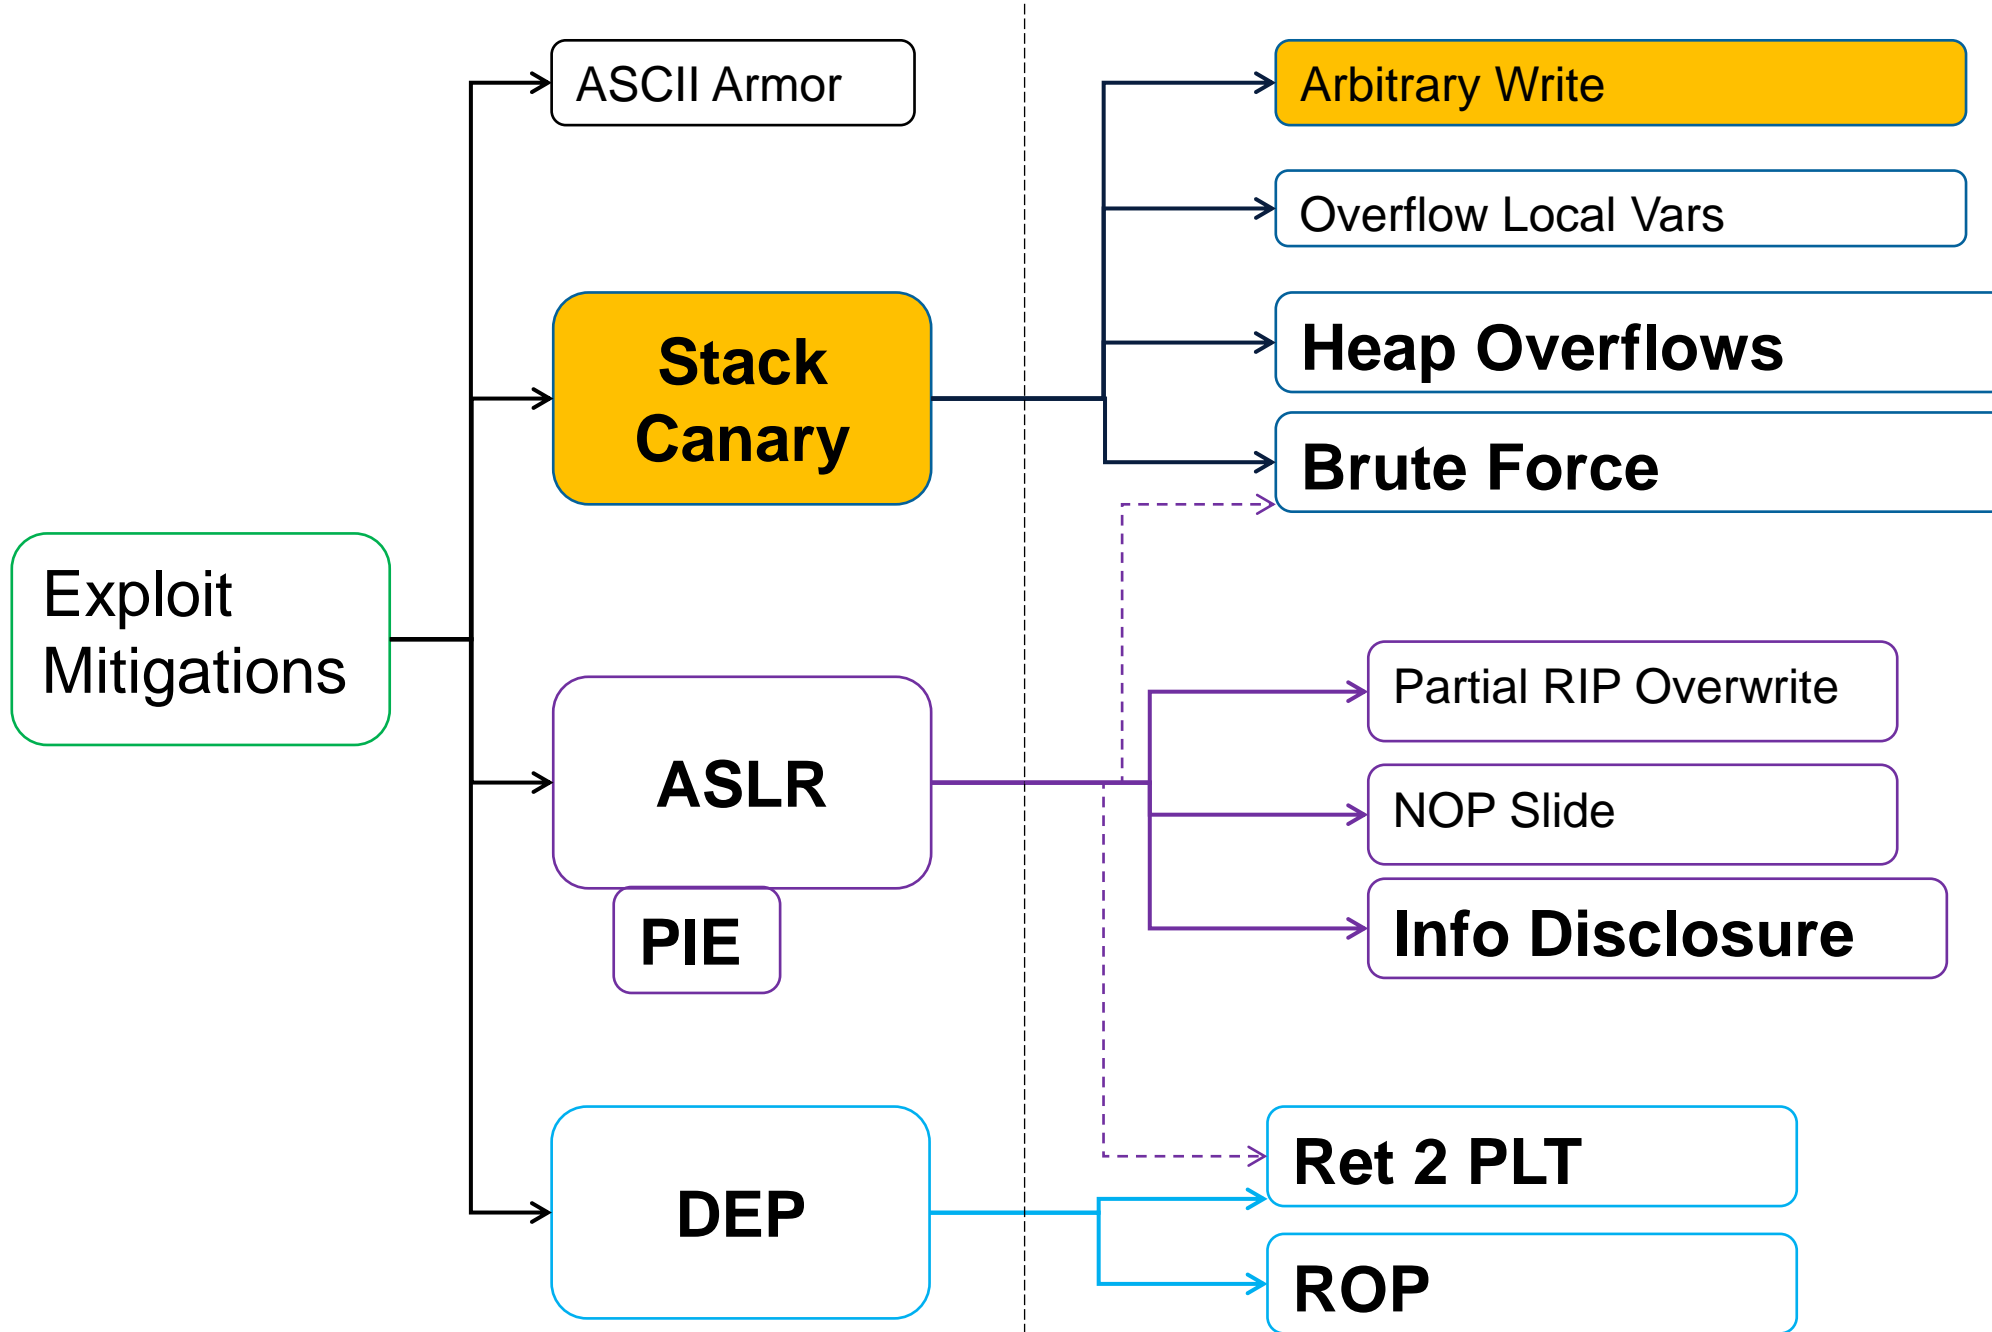 ASCII Armor
Arbitrary Write
Overflow Local Vars
Stack
Canary
Heap Overflows
Brute Force
Exploit
Mitigations
Partial RIP Overwrite
ASLR
NOP Slide
PIE
Info Disclosure
Ret 2 PLT
DEP
ROP